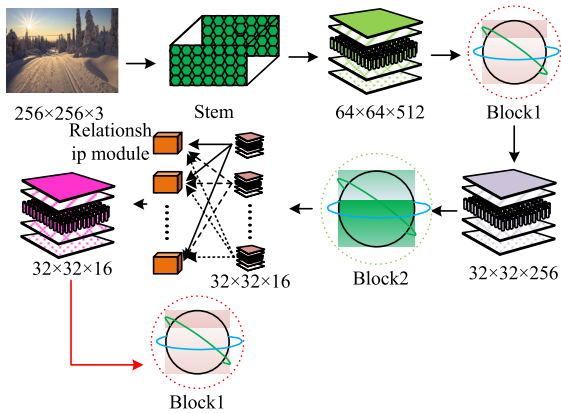 256×256×3
Stem
64×64×512
Block1
Relationsh
ip module
32×32×16
32×32×16
Block2
32×32×256
Block1